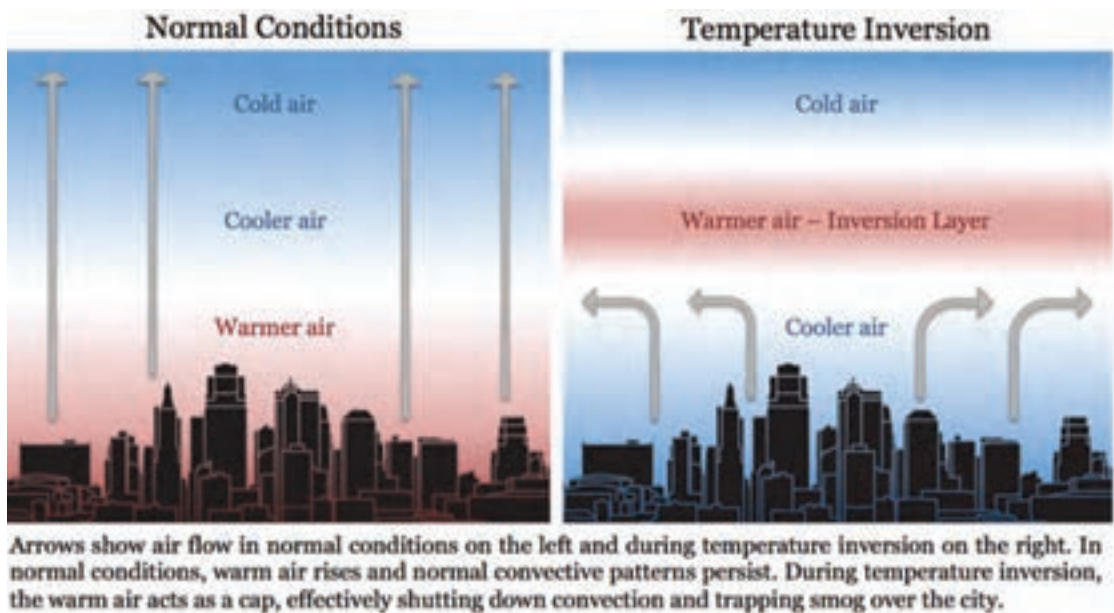 Normal Conditions
Cold air
Cooler air
Warmer air
Temperature Inversion
Cold air
Warmer air – Inversion Layer
Cooler air
Arrows show air flow in normal conditions on the left and during temperature inversion on the right. In
normal conditions, warm air rises and normal convective patterns persist. During temperature inversion,
the warm air acts as a cap, effectively shutting down convection and trapping smog over the city.